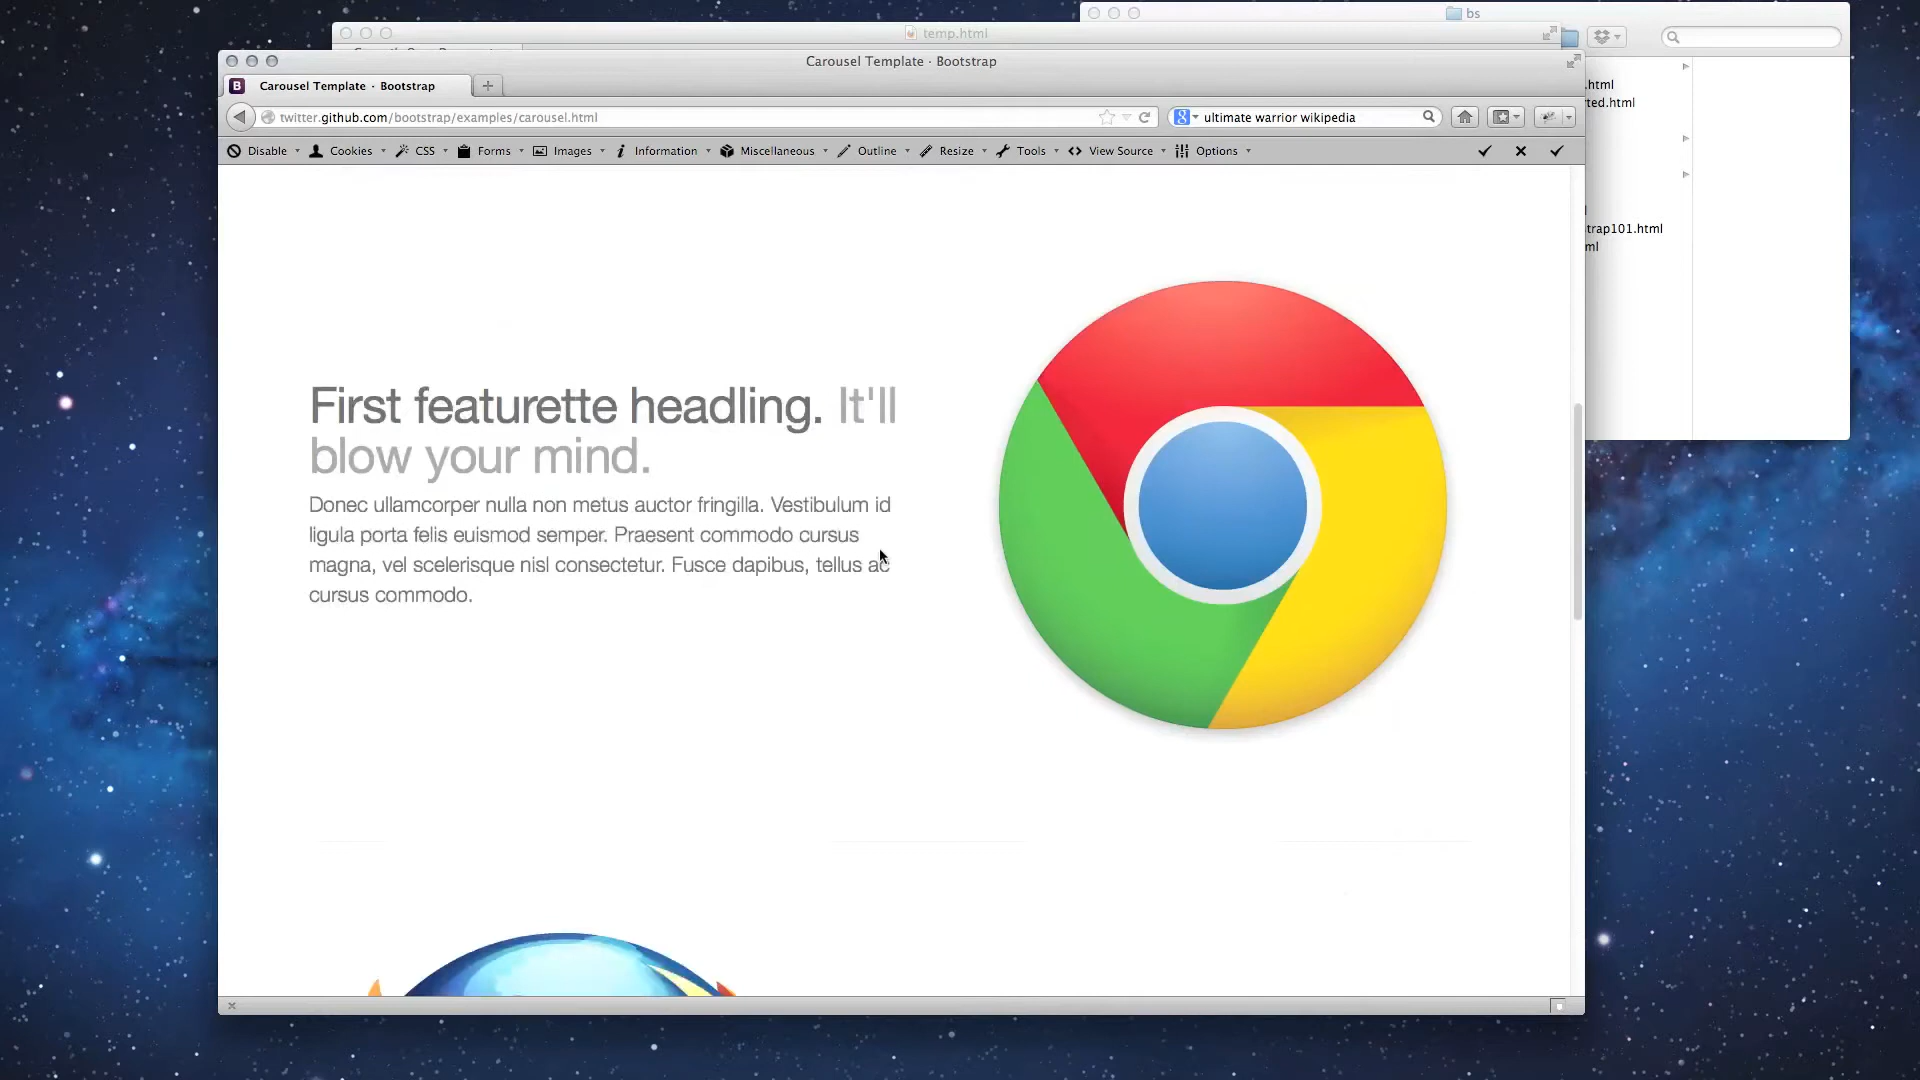 bs
temp.html
Carousel Template · Bootstrap
Carousel Template · Bootstrap
twitter.github.com/bootstrap/examples/carousel.html
ultimate warrior wikipedia
Disable Cookies CSS Forms Images Information Miscellaneous Outline Resize Tools View Source Options
.html
ted.html
trap101.html
ml
First featurette headling. It'll
blow your mind.
Donec ullamcorper nulla non metus auctor fringilla. Vestibulum id
ligula porta felis euismod semper. Praesent commodo cursus
magna, vel scelerisque nisl consectetur. Fusce dapibus, tellus ac
cursus commodo.